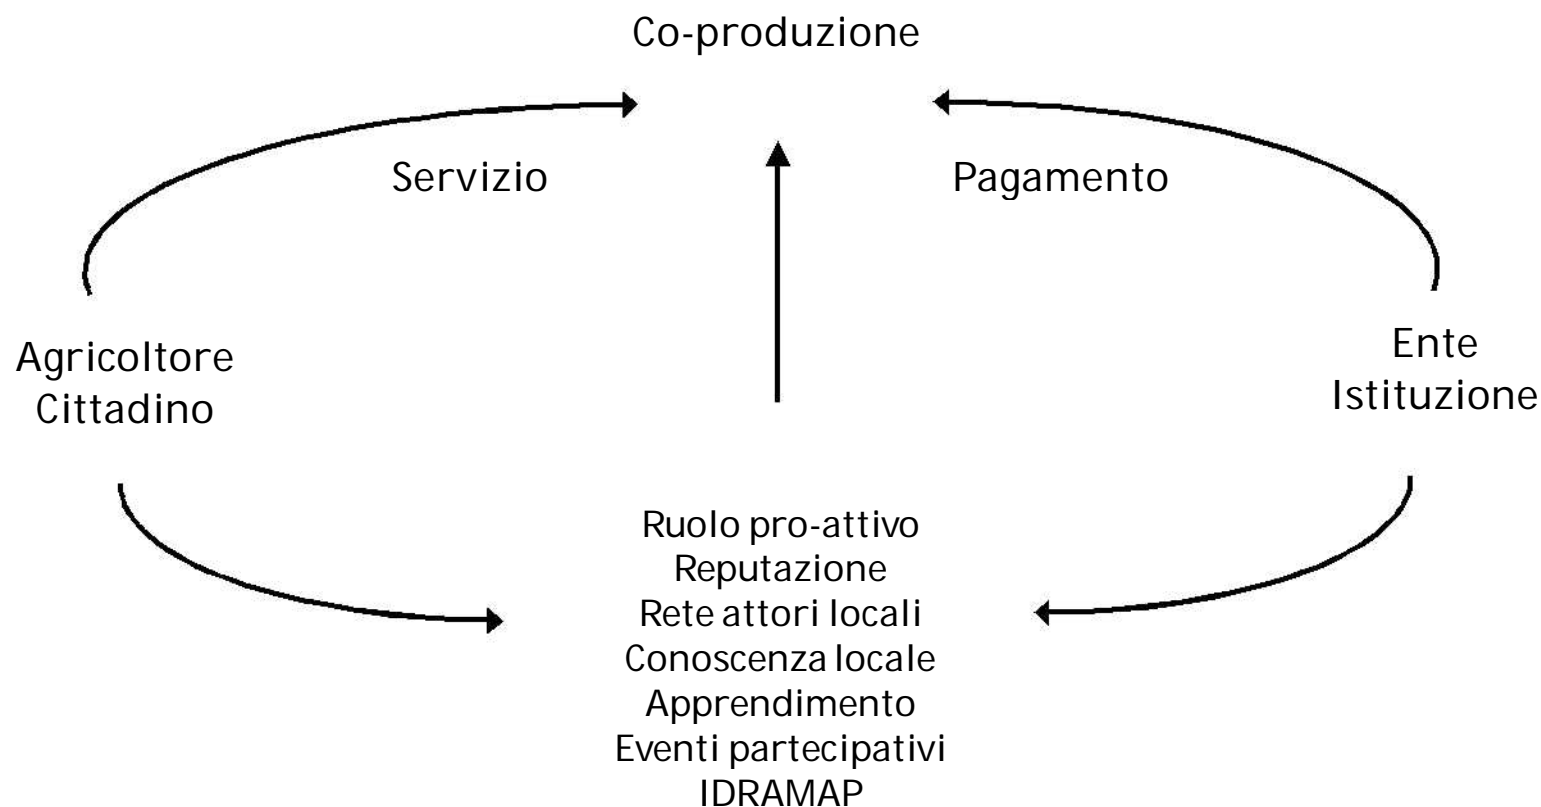 Co-produzione
Servizio
Pagamento
Agricoltore
Cittadino
Ente
Istituzione
Ruolo pro-attivo
Reputazione
Rete attori locali
Conoscenza locale
Apprendimento
Eventi partecipativi
IDRAMAP